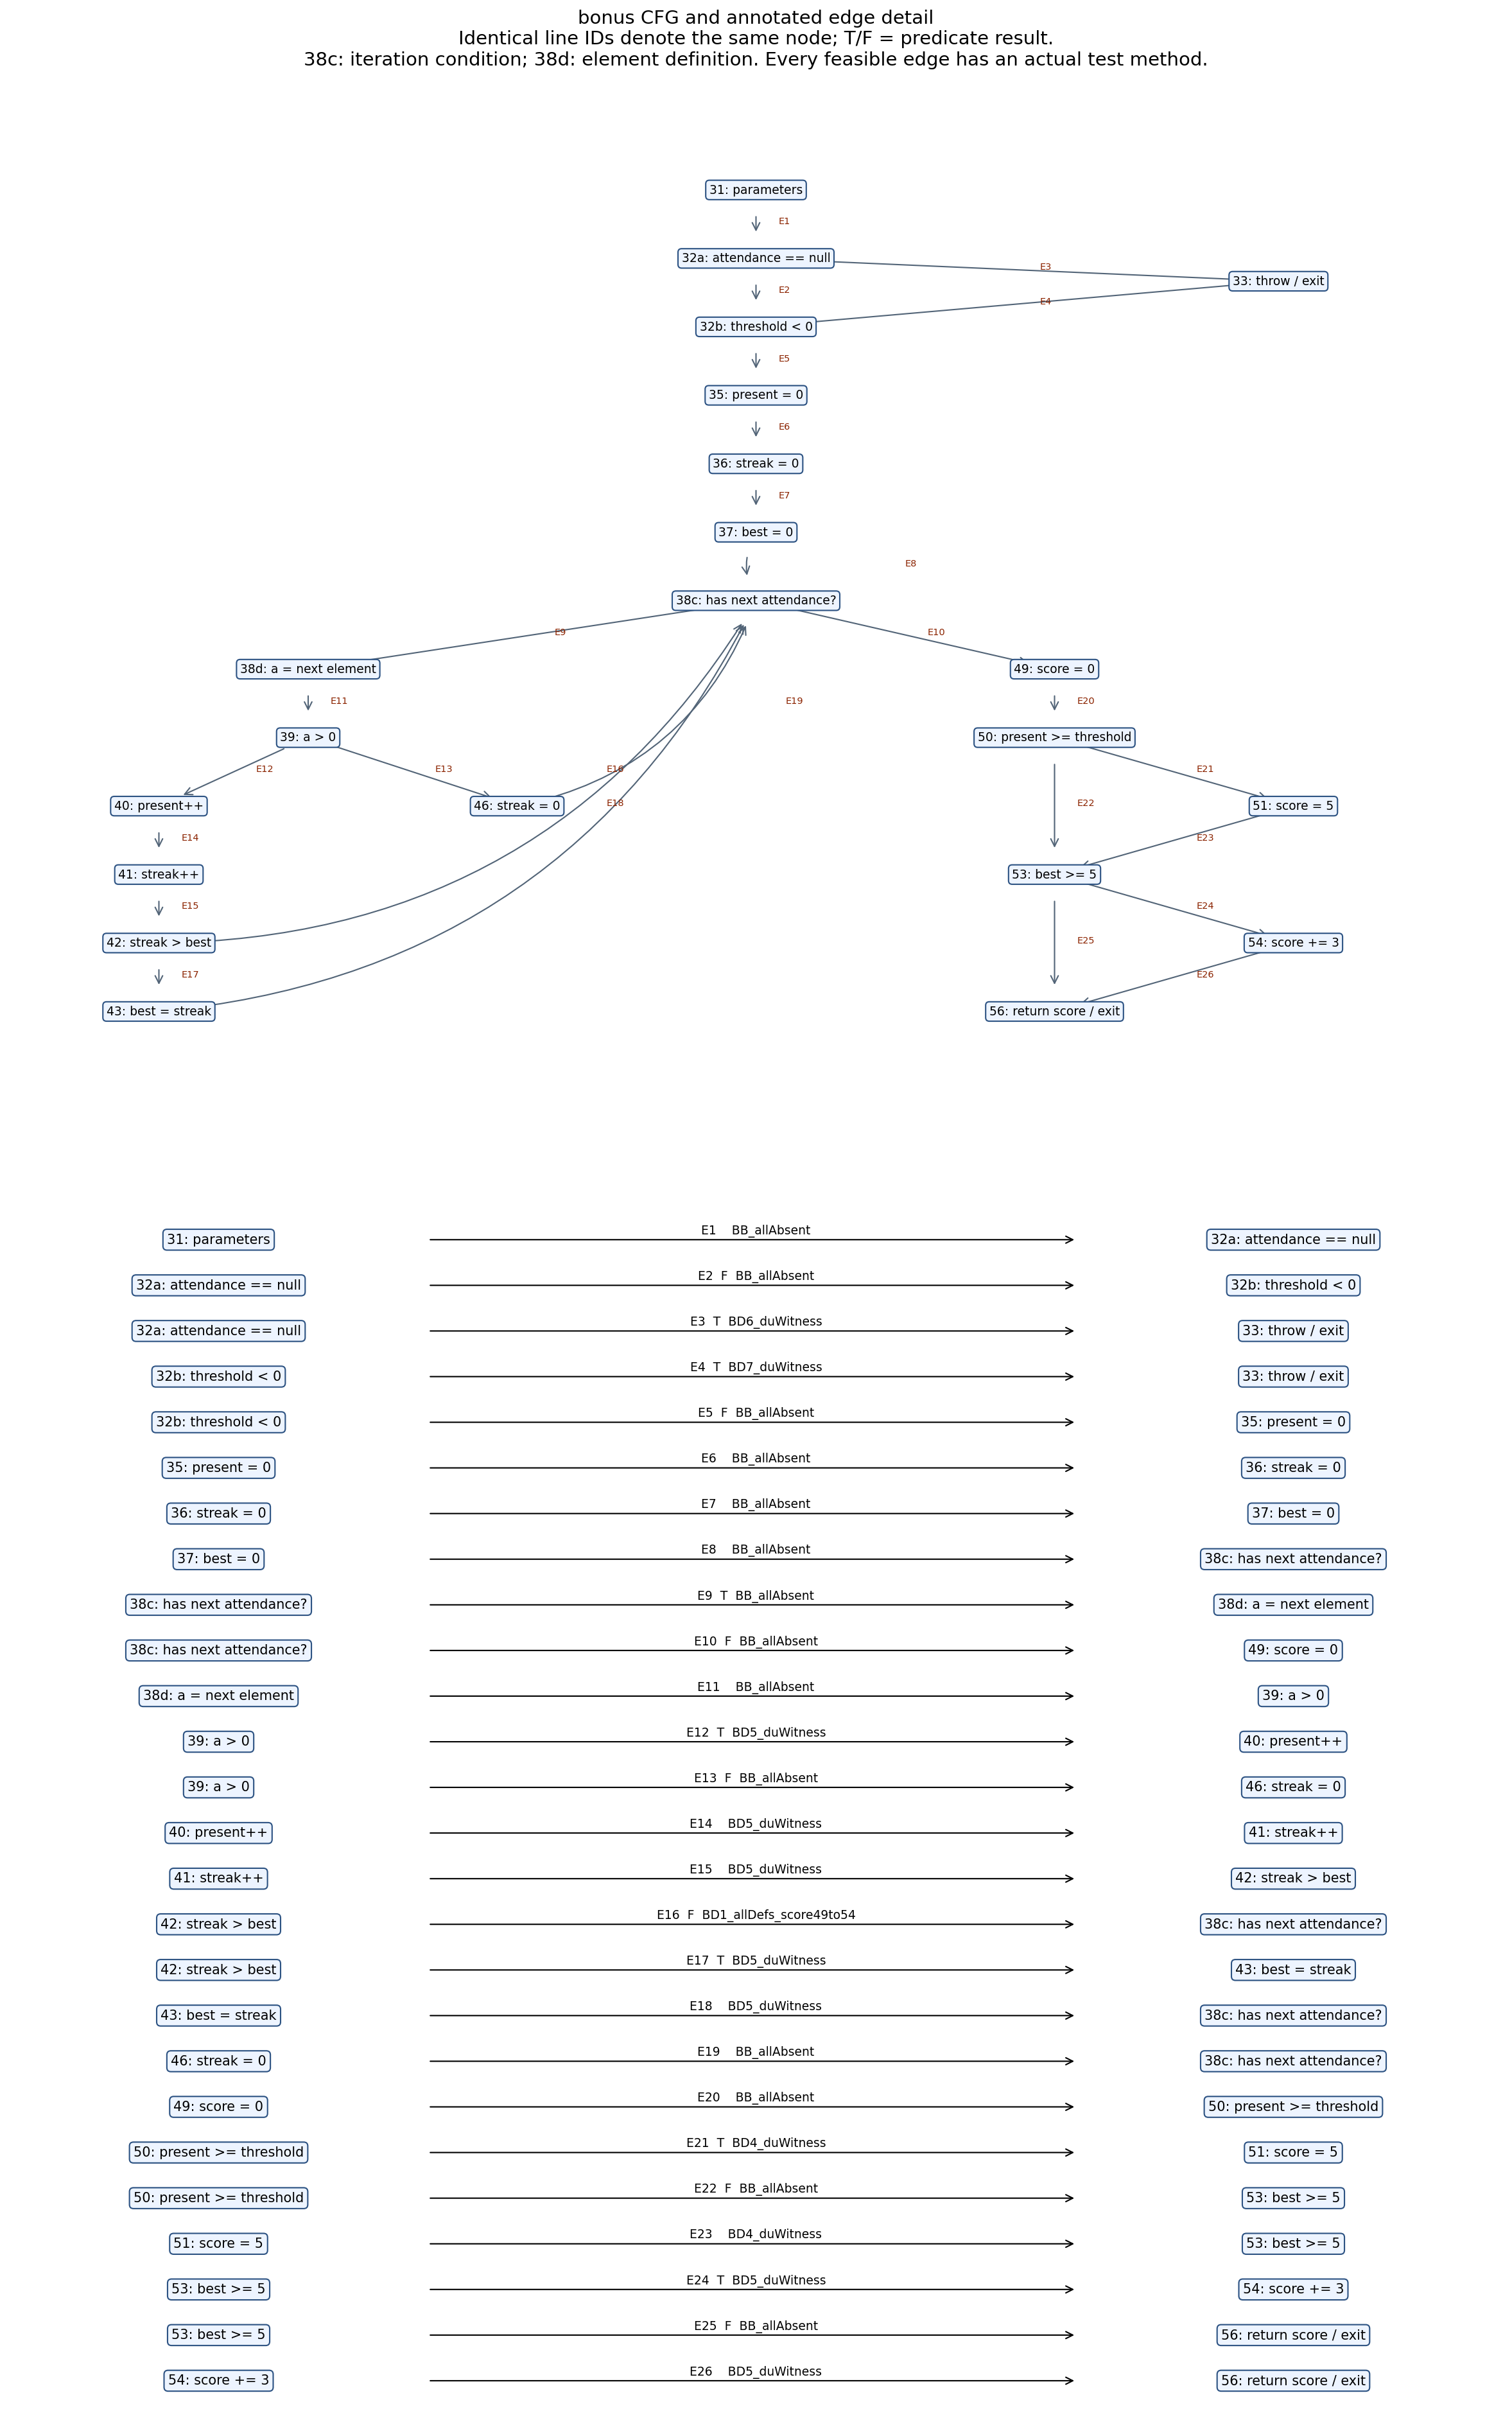 bonus CFG and annotated edge detail
Identical line IDs denote the same node; T/F = predicate result.
38c: iteration condition; 38d: element definition. Every feasible edge has an actual test method.
31: parameters
E1
32a: attendance == null
E3
33: throw / exit
E2
E4
32b: threshold < 0
E5
35: present = 0
E6
36: streak = 0
E7
37: best = 0
E8
38c: has next attendance?
E9
E10
38d: a = next element
49: score = 0
E11
E19
E20
39: a > 0
50: present >= threshold
E12
E13
E16
E21
40: present++
46: streak = 0
E18
E22
51: score = 5
E14
E23
41: streak++
53: best >= 5
E15
E24
42: streak > best
E25
54: score += 3
E17
E26
43: best = streak
56: return score / exit
31: parameters
E1 BB_allAbsent
32a: attendance == null
32a: attendance == null
E2 F BB_allAbsent
32b: threshold < 0
32a: attendance == null
E3 T BD6_duWitness
33: throw / exit
32b: threshold < 0
E4 T BD7_duWitness
33: throw / exit
32b: threshold < 0
E5 F BB_allAbsent
35: present = 0
35: present = 0
E6 BB_allAbsent
36: streak = 0
36: streak = 0
E7 BB_allAbsent
37: best = 0
37: best = 0
E8 BB_allAbsent
38c: has next attendance?
38c: has next attendance?
E9 T BB_allAbsent
38d: a = next element
38c: has next attendance?
E10 F BB_allAbsent
49: score = 0
38d: a = next element
E11 BB_allAbsent
39: a > 0
39: a > 0
E12 T BD5_duWitness
40: present++
39: a > 0
E13 F BB_allAbsent
46: streak = 0
40: present++
E14 BD5_duWitness
41: streak++
41: streak++
E15 BD5_duWitness
42: streak > best
42: streak > best
E16 F BD1_allDefs_score49to54
38c: has next attendance?
42: streak > best
E17 T BD5_duWitness
43: best = streak
43: best = streak
E18 BD5_duWitness
38c: has next attendance?
46: streak = 0
E19 BB_allAbsent
38c: has next attendance?
49: score = 0
E20 BB_allAbsent
50: present >= threshold
50: present >= threshold
E21 T BD4_duWitness
51: score = 5
50: present >= threshold
E22 F BB_allAbsent
53: best >= 5
51: score = 5
E23 BD4_duWitness
53: best >= 5
53: best >= 5
E24 T BD5_duWitness
54: score += 3
53: best >= 5
E25 F BB_allAbsent
56: return score / exit
54: score += 3
E26 BD5_duWitness
56: return score / exit